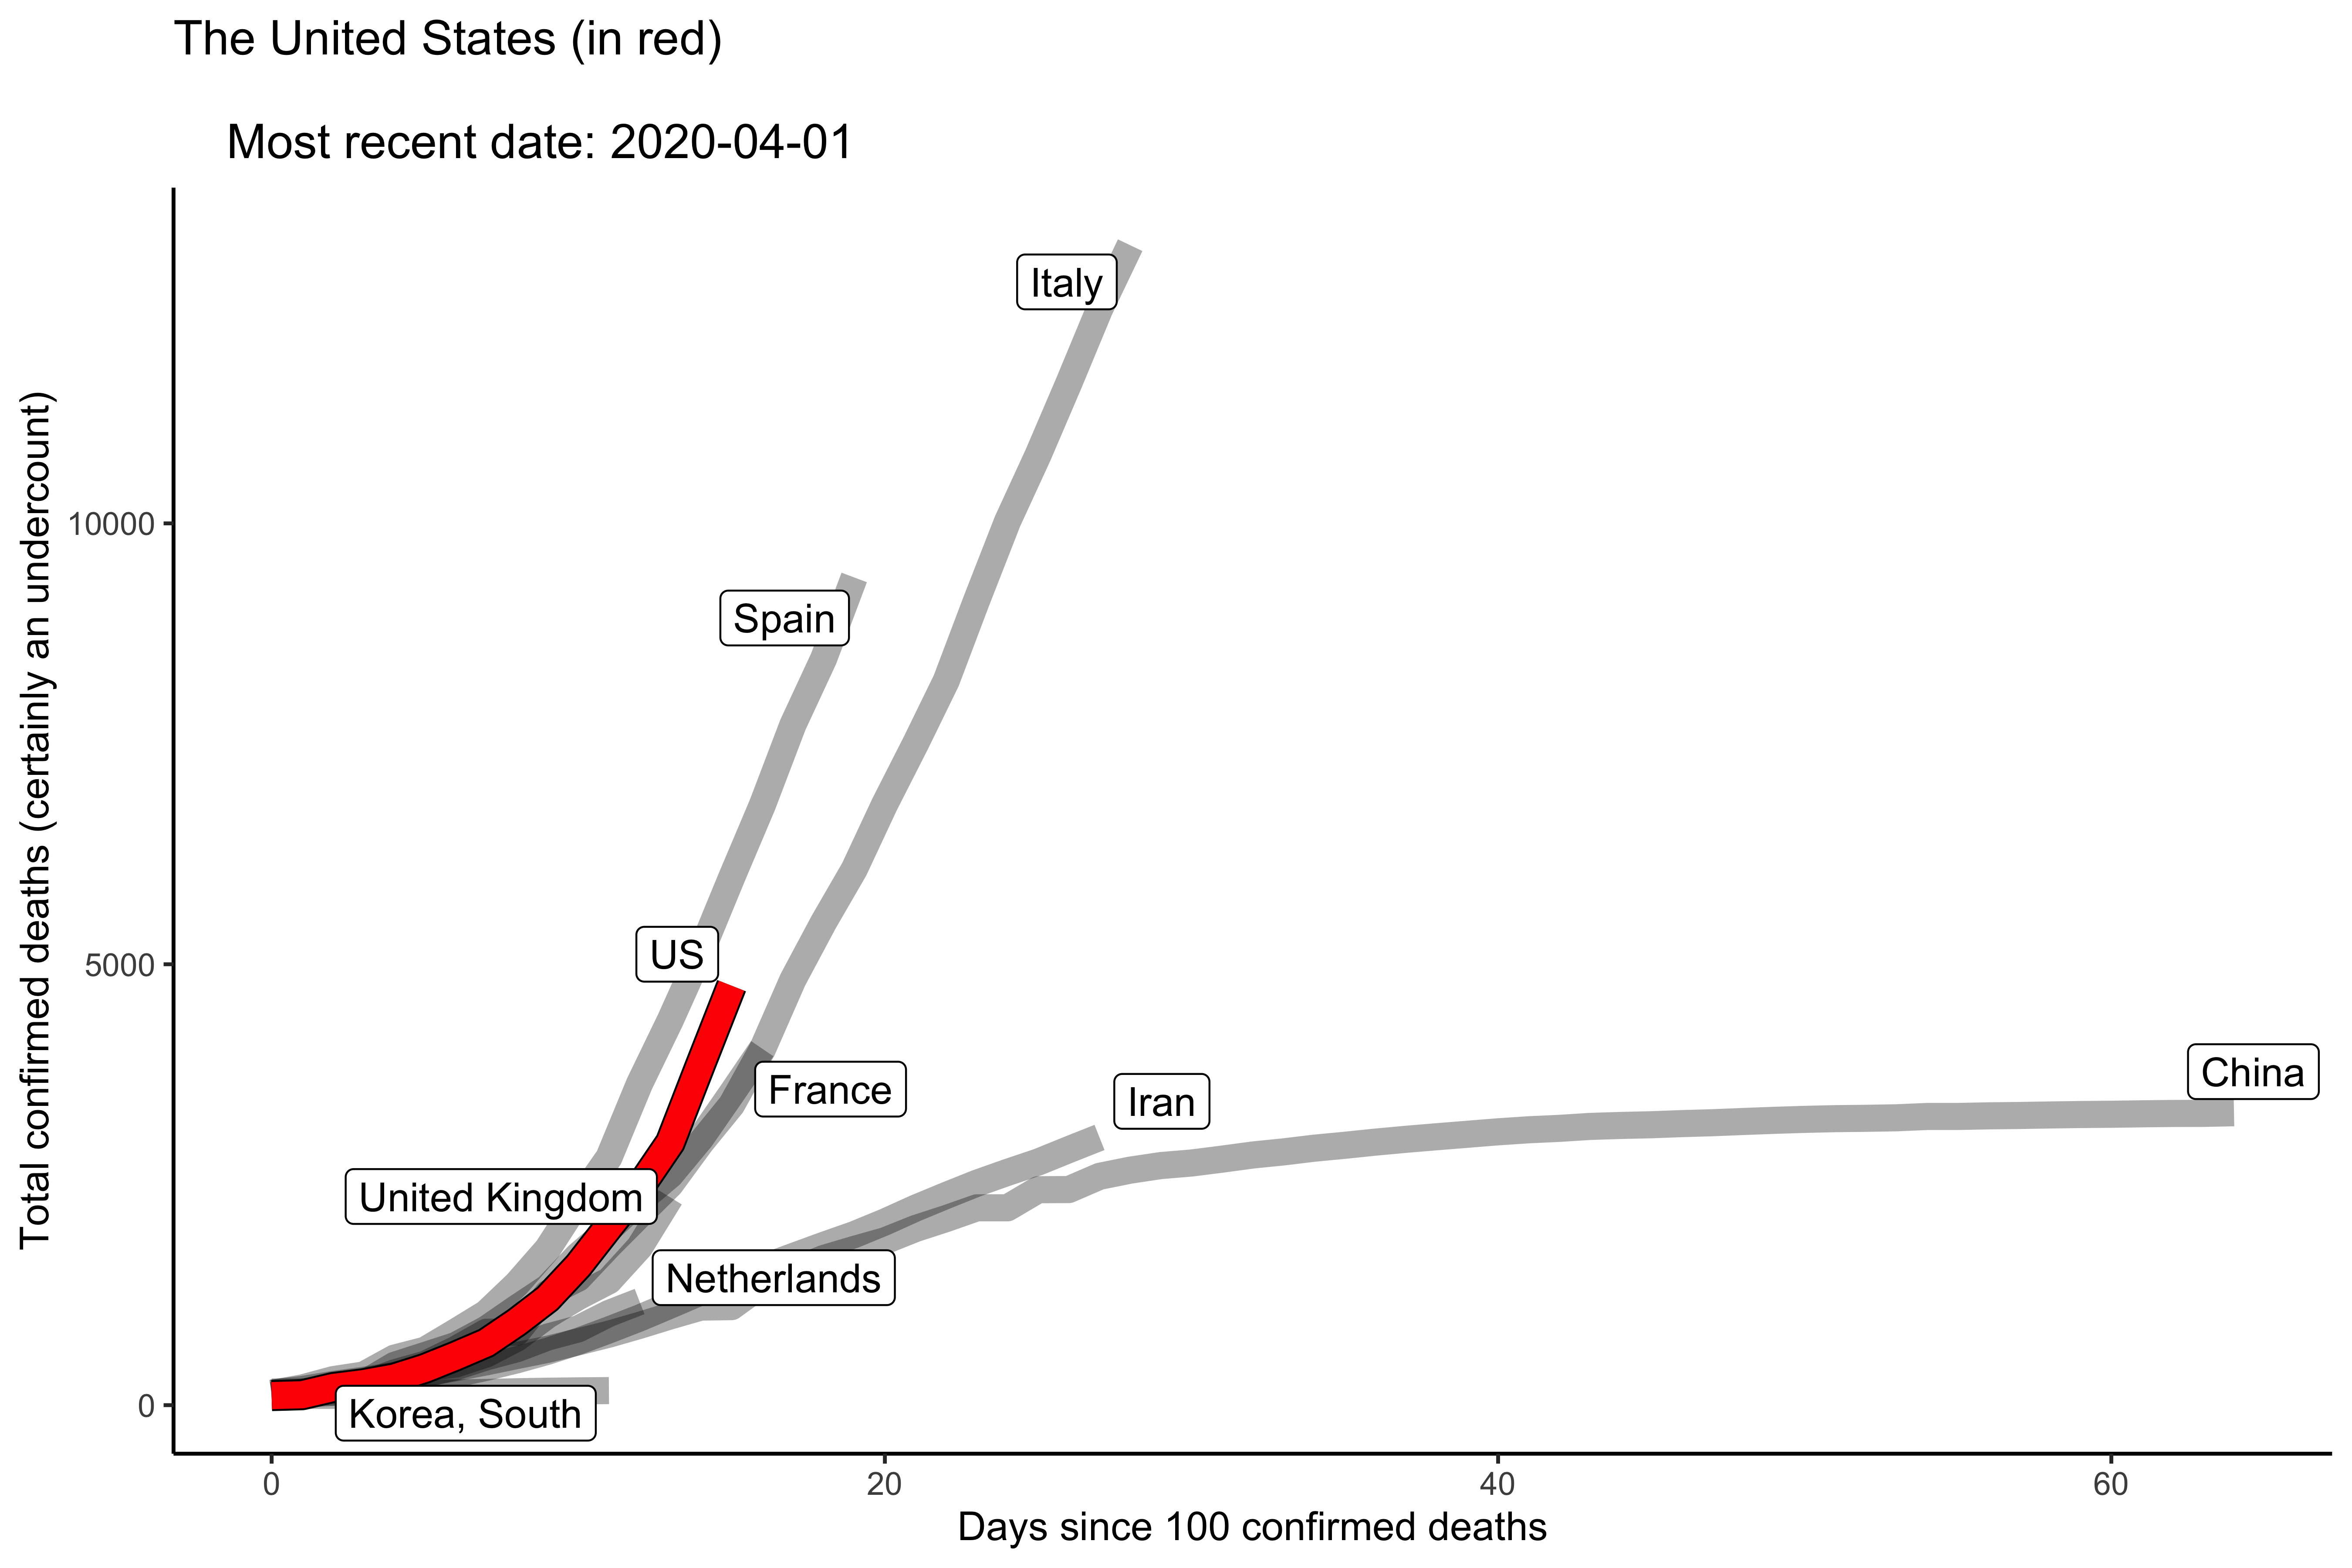 The United States (in red)
Most recent date: 2020-04-01
Total confirmed deaths (certainly an undercount)
10000
5000
0
Italy
Spain
US
France
Iran
China
United Kingdom
Netherlands
Korea, South
0 20 40 60
Days since 100 confirmed deaths